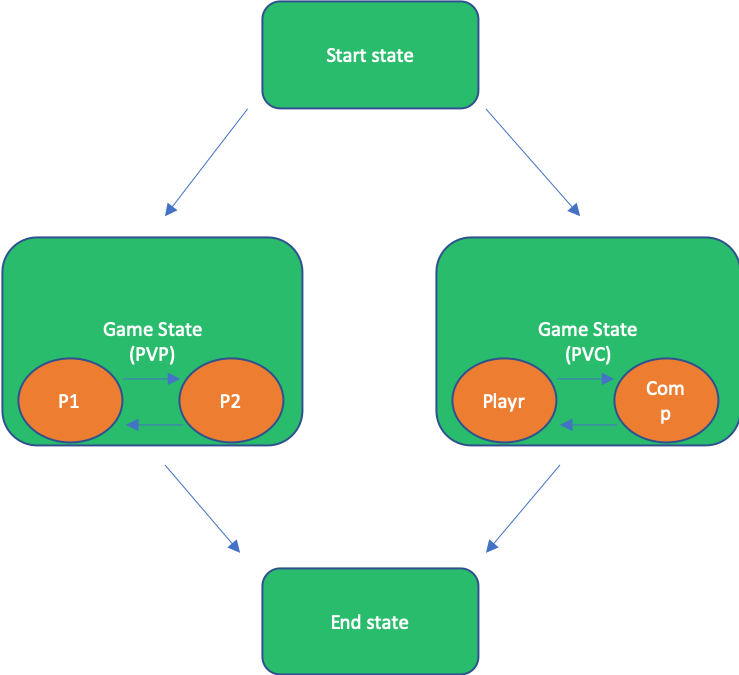 Start state
Game State
(PVP)
P1
P2
Game State
(PVC)
Playr
Com
p
End state